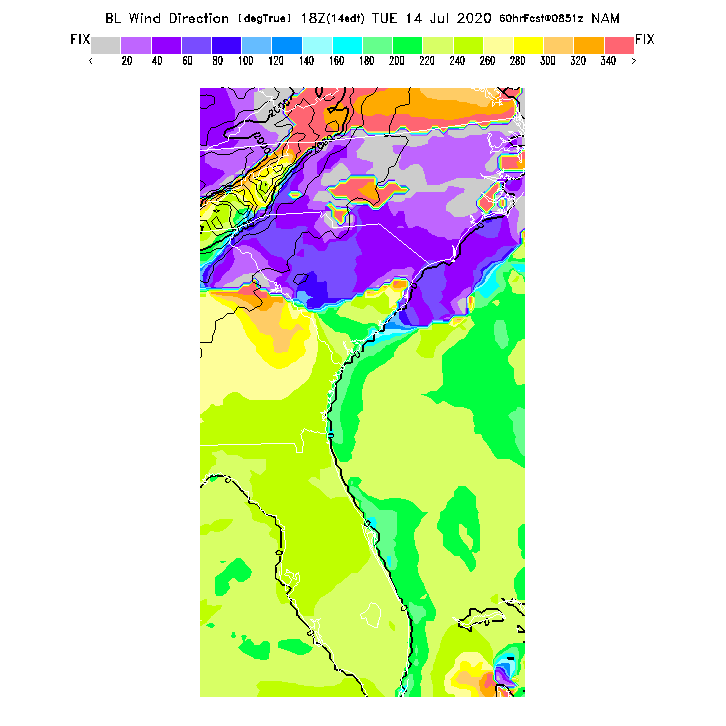 BL Wind Direction [degTrue] 18Z(14edt) TUE 14 Jul 2020 60hrFcst@0851z NAM
FIX FIX
< 20 40 60 80 100 120 140 160 180 200 220 240 260 280 300 320 340 >